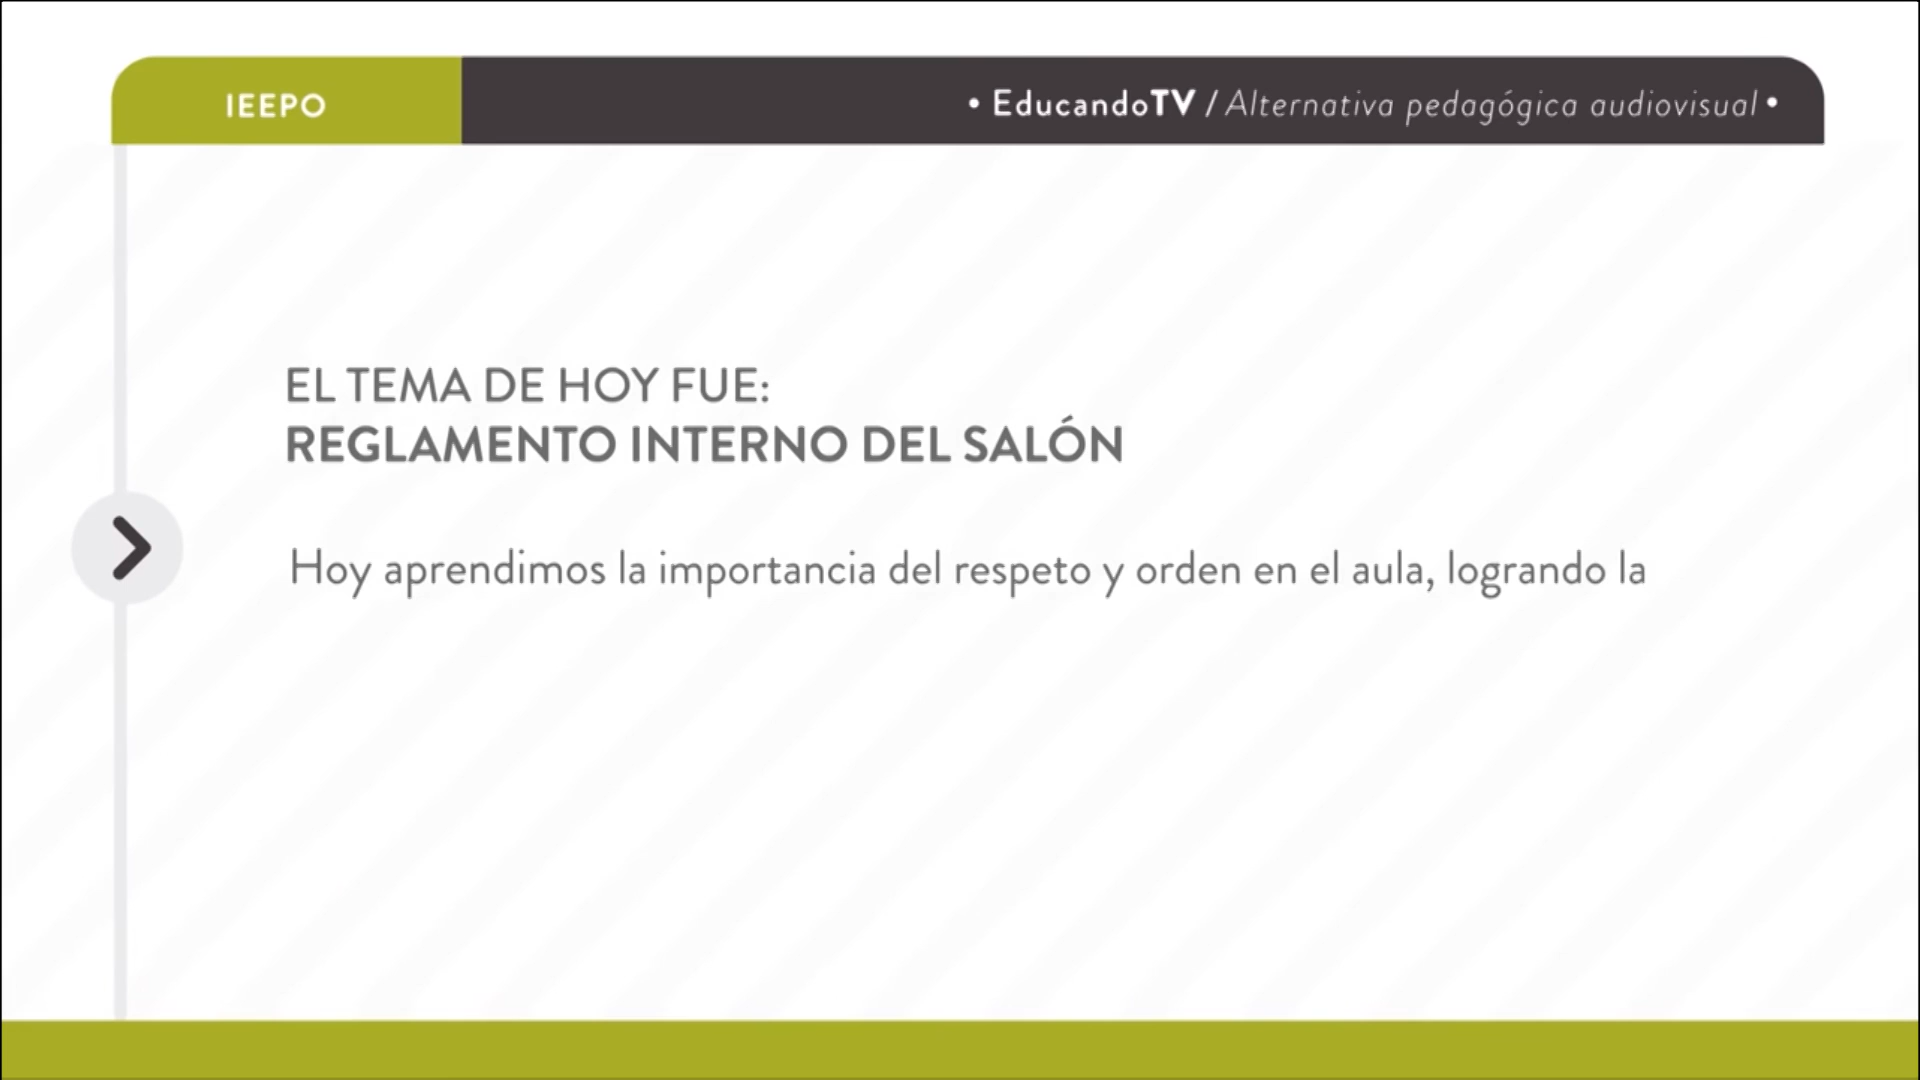 IEEPO
• EducandoTV / Alternativa pedagógica audiovisual •
EL TEMA DE HOY FUE:
REGLAMENTO INTERNO DEL SALÓN
Hoy aprendimos la importancia del respeto y orden en el aula, logrando la